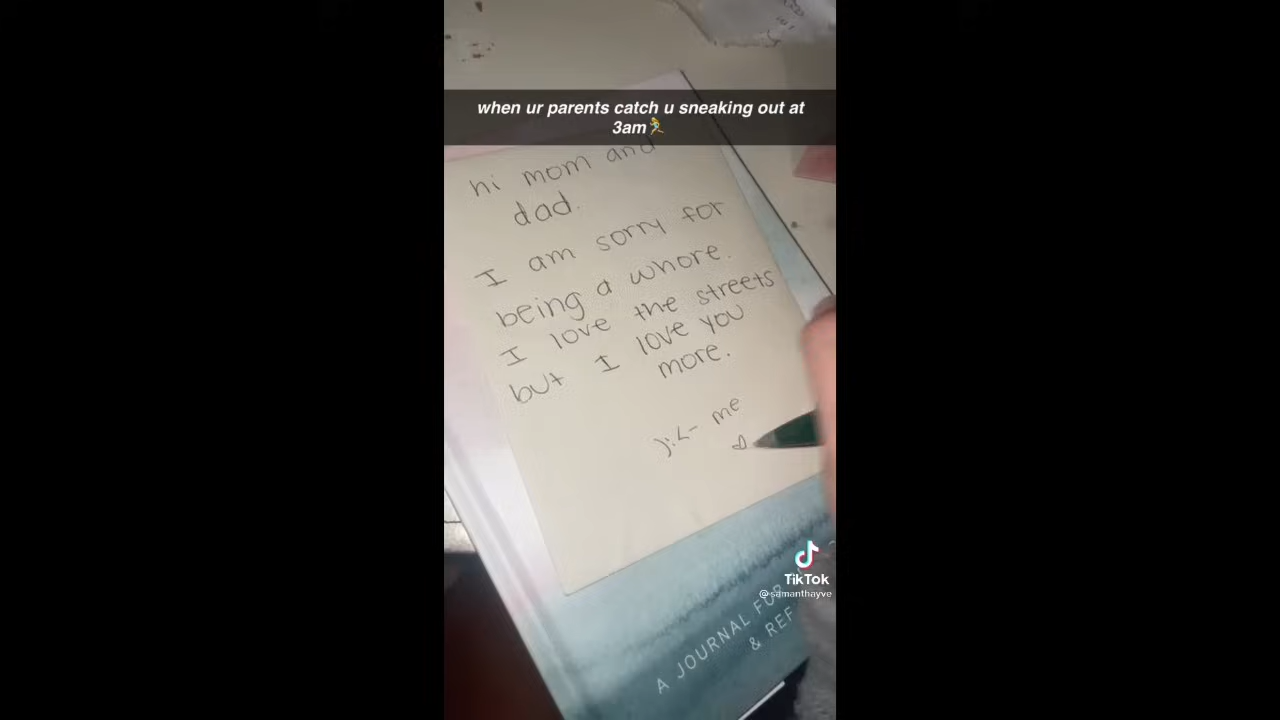 when ur parents catch u sneaking out at
3am🏃
hi mom and
dad.
I am sorry for
being a whore.
I love the streets
but I love you
more.
- me
TikTok
@samanthayve
A JOURNAL FOR
& REF